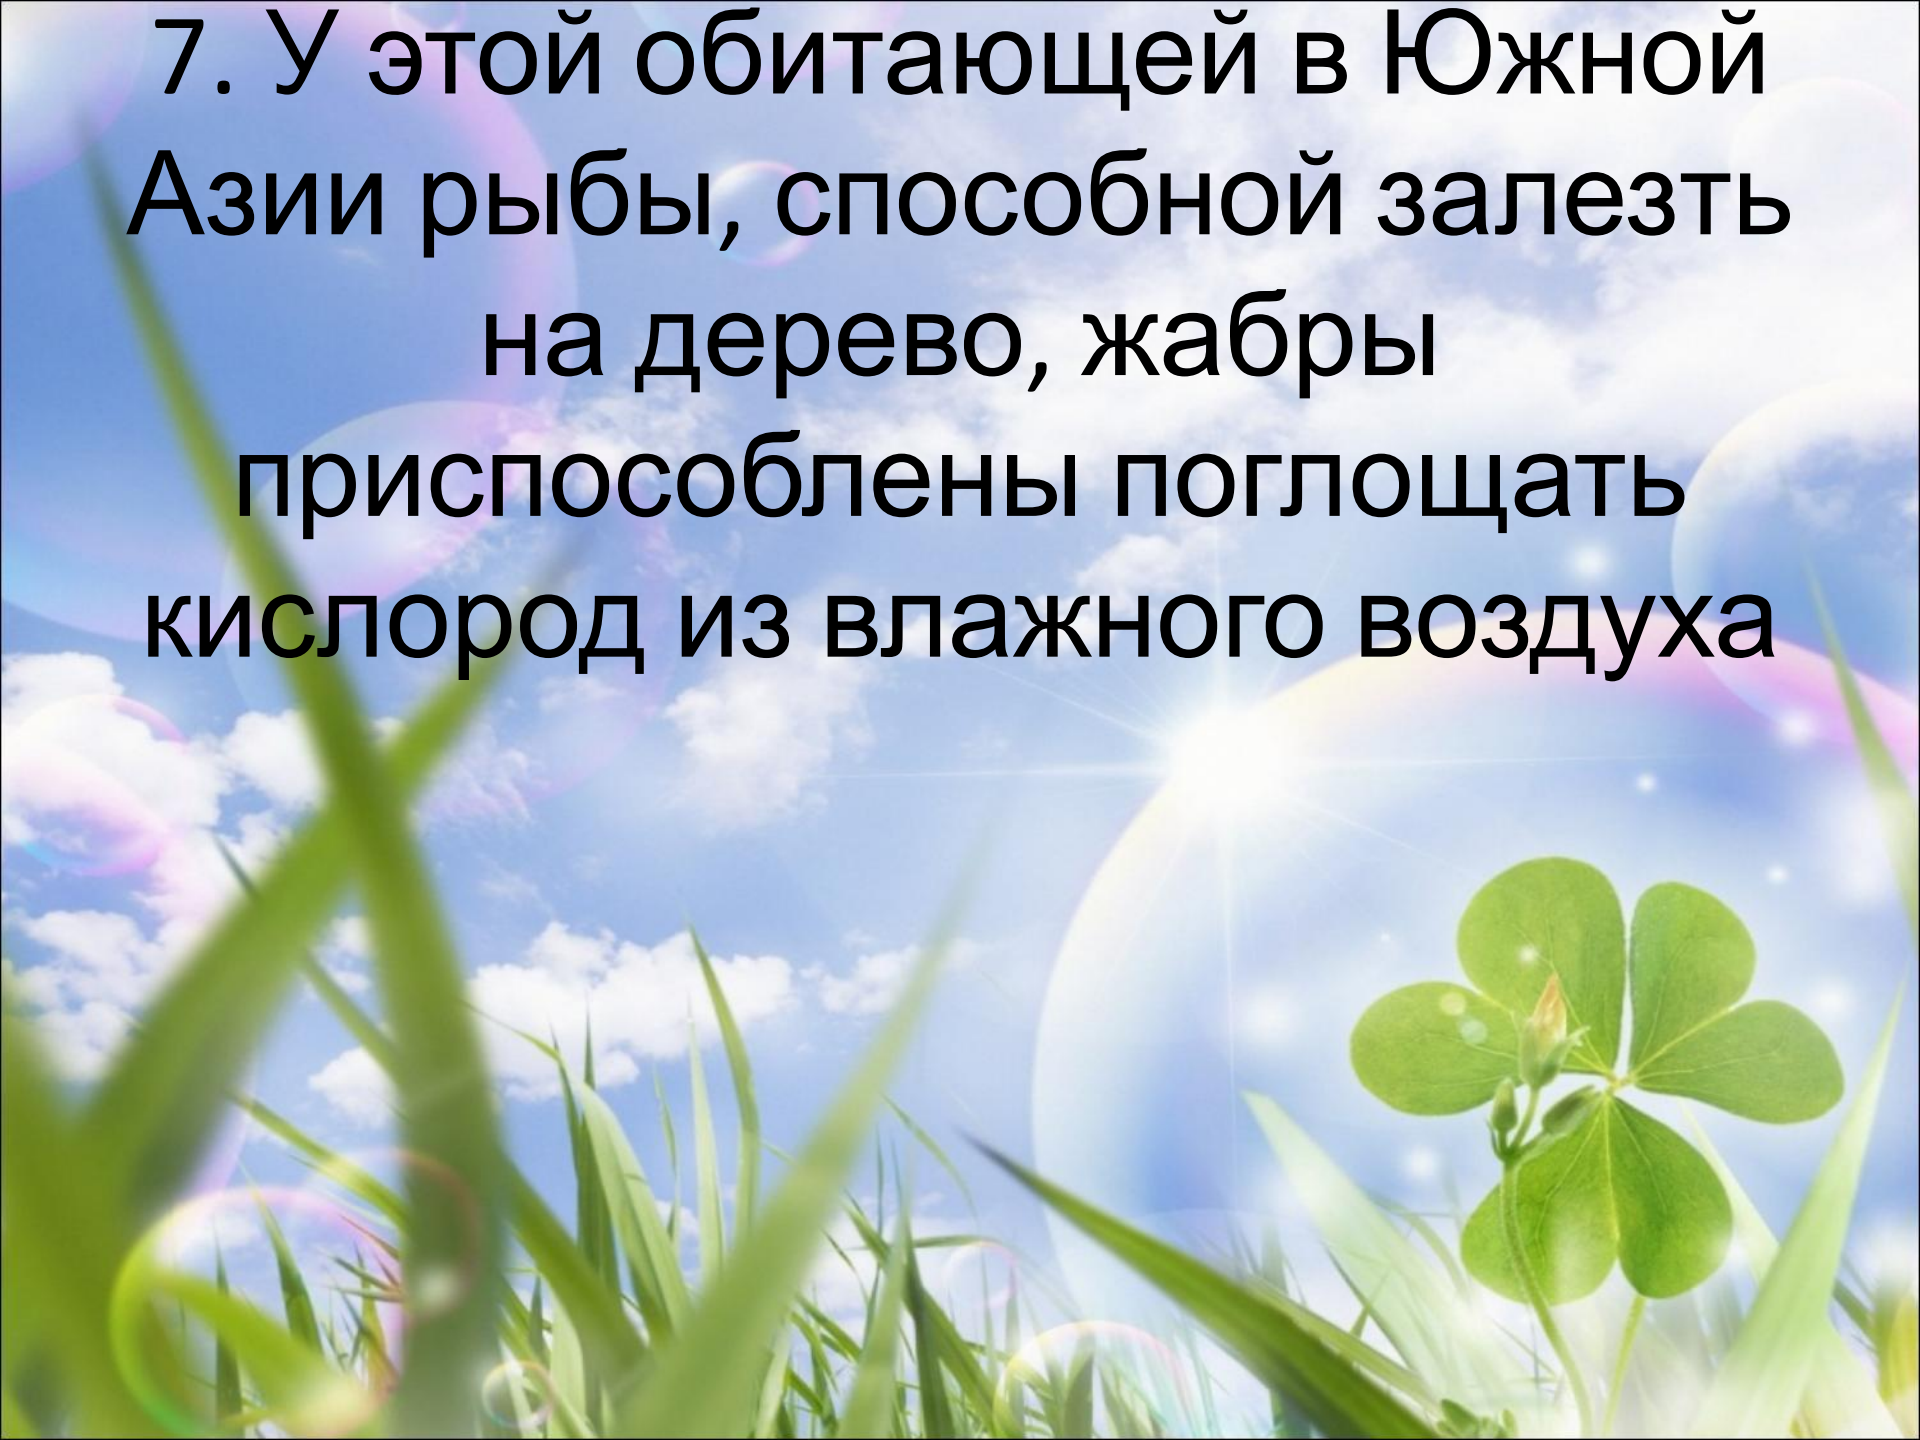 7. У этой обитающей в Южной
Азии рыбы, способной залезть
на дерево, жабры
приспособлены поглощать
кислород из влажного воздуха